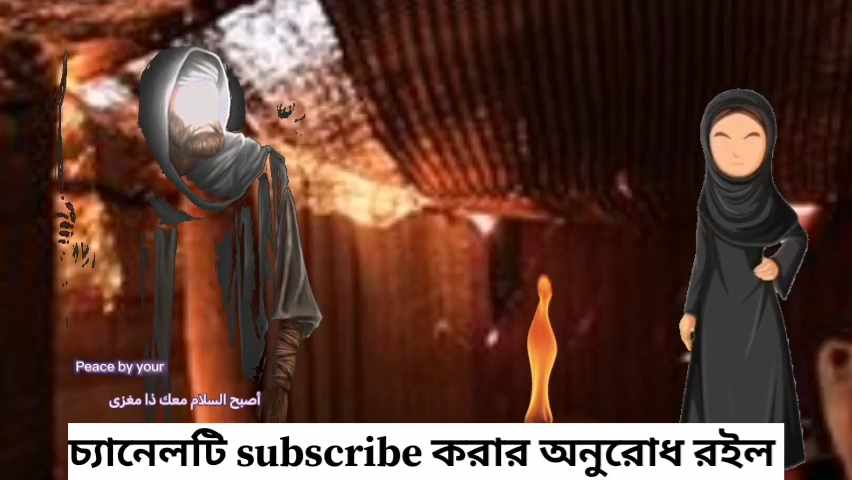 Peace by your
أصبح السلام معك ذا مغزى
চ্যানেলটি subscribe করার অনুরোধ রইল